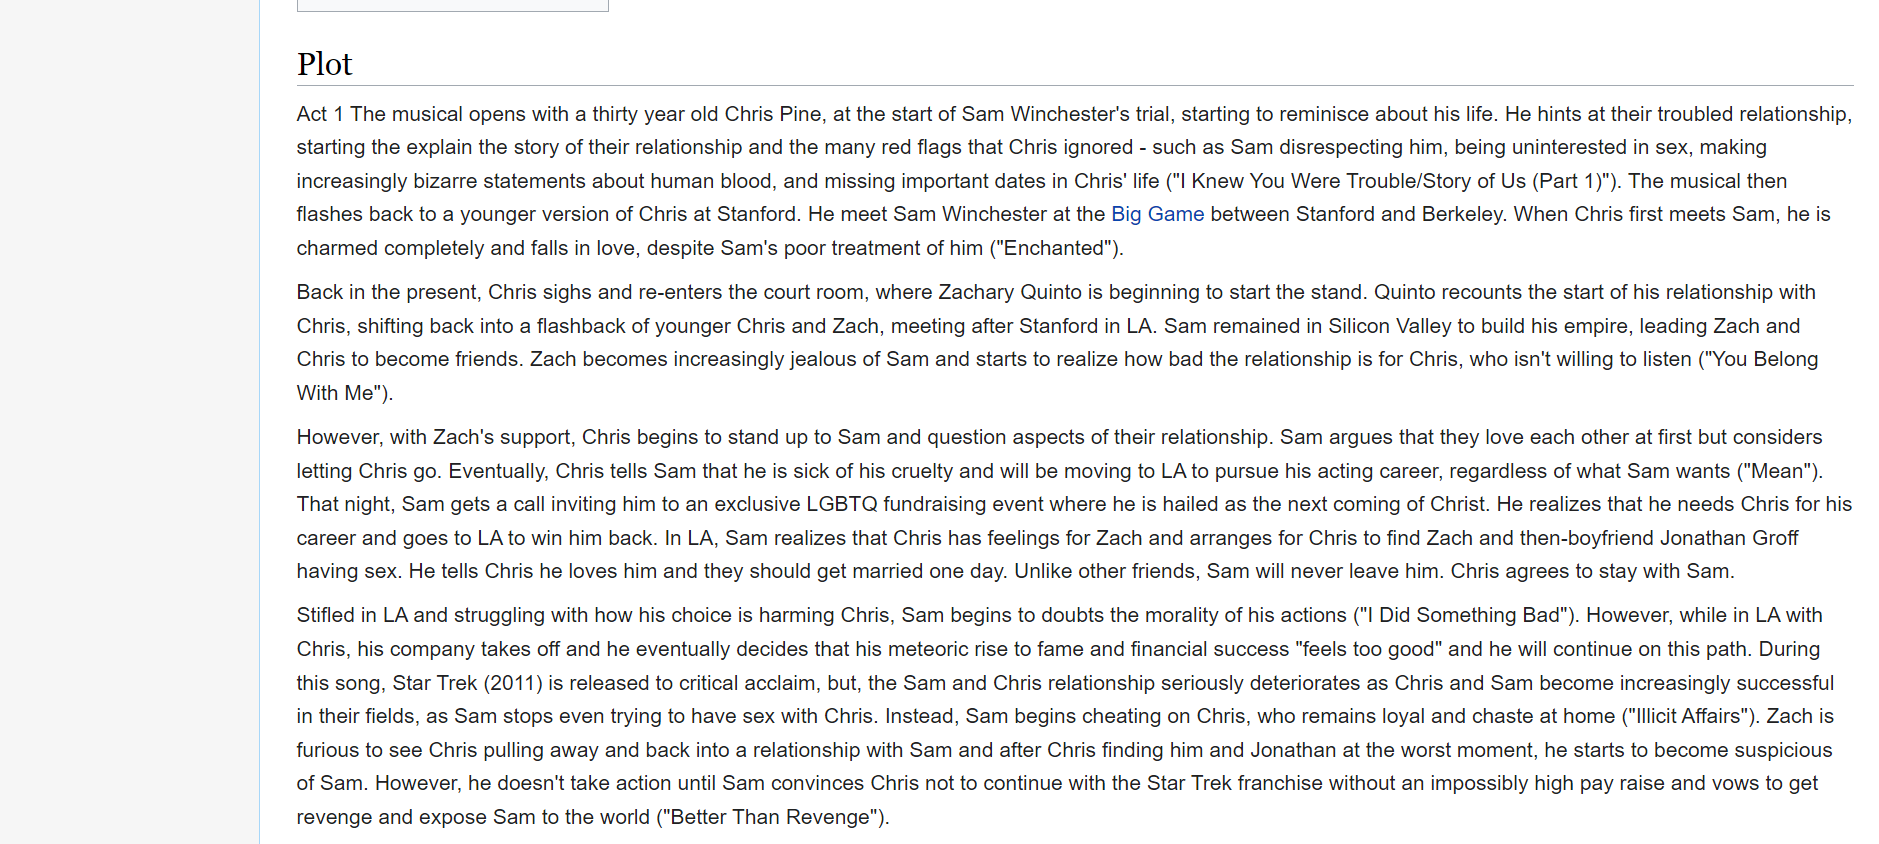 Plot
Act 1 The musical opens with a thirty year old Chris Pine, at the start of Sam Winchester's trial, starting to reminisce about his life. He hints at their troubled relationship,
starting the explain the story of their relationship and the many red flags that Chris ignored - such as Sam disrespecting him, being uninterested in sex, making
increasingly bizarre statements about human blood, and missing important dates in Chris' life ("I Knew You Were Trouble/Story of Us (Part 1)"). The musical then
flashes back to a younger version of Chris at Stanford. He meet Sam Winchester at the Big Game between Stanford and Berkeley. When Chris first meets Sam, he is
charmed completely and falls in love, despite Sam's poor treatment of him ("Enchanted").
Back in the present, Chris sighs and re-enters the court room, where Zachary Quinto is beginning to start the stand. Quinto recounts the start of his relationship with
Chris, shifting back into a flashback of younger Chris and Zach, meeting after Stanford in LA. Sam remained in Silicon Valley to build his empire, leading Zach and
Chris to become friends. Zach becomes increasingly jealous of Sam and starts to realize how bad the relationship is for Chris, who isn't willing to listen ("You Belong
With Me").
However, with Zach's support, Chris begins to stand up to Sam and question aspects of their relationship. Sam argues that they love each other at first but considers
letting Chris go. Eventually, Chris tells Sam that he is sick of his cruelty and will be moving to LA to pursue his acting career, regardless of what Sam wants ("Mean").
That night, Sam gets a call inviting him to an exclusive LGBTQ fundraising event where he is hailed as the next coming of Christ. He realizes that he needs Chris for his
career and goes to LA to win him back. In LA, Sam realizes that Chris has feelings for Zach and arranges for Chris to find Zach and then-boyfriend Jonathan Groff
having sex. He tells Chris he loves him and they should get married one day. Unlike other friends, Sam will never leave him. Chris agrees to stay with Sam.
Stifled in LA and struggling with how his choice is harming Chris, Sam begins to doubts the morality of his actions ("I Did Something Bad"). However, while in LA with
Chris, his company takes off and he eventually decides that his meteoric rise to fame and financial success "feels too good" and he will continue on this path. During
this song, Star Trek (2011) is released to critical acclaim, but, the Sam and Chris relationship seriously deteriorates as Chris and Sam become increasingly successful
in their fields, as Sam stops even trying to have sex with Chris. Instead, Sam begins cheating on Chris, who remains loyal and chaste at home ("Illicit Affairs"). Zach is
furious to see Chris pulling away and back into a relationship with Sam and after Chris finding him and Jonathan at the worst moment, he starts to become suspicious
of Sam. However, he doesn't take action until Sam convinces Chris not to continue with the Star Trek franchise without an impossibly high pay raise and vows to get
revenge and expose Sam to the world ("Better Than Revenge").